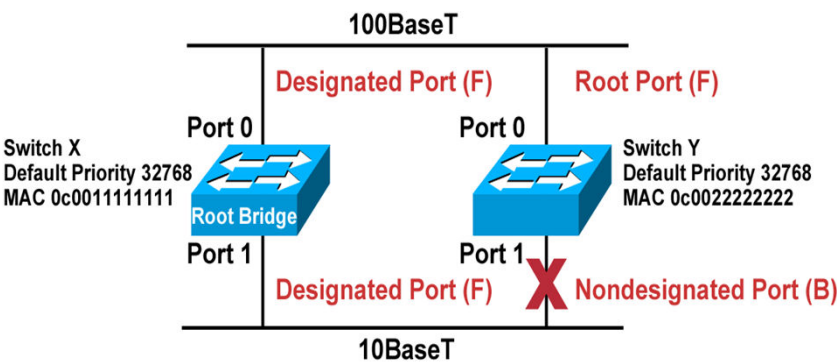 100BaseT
Designated Port (F)
Root Port (F)
Port 0
Port 0
Switch X
Default Priority 32768
MAC 0c0011111111
Root Bridge
Switch Y
Default Priority 32768
MAC 0c0022222222
Port 1
Port 1
Designated Port (F)
X
Nondesignated Port (B)
10BaseT